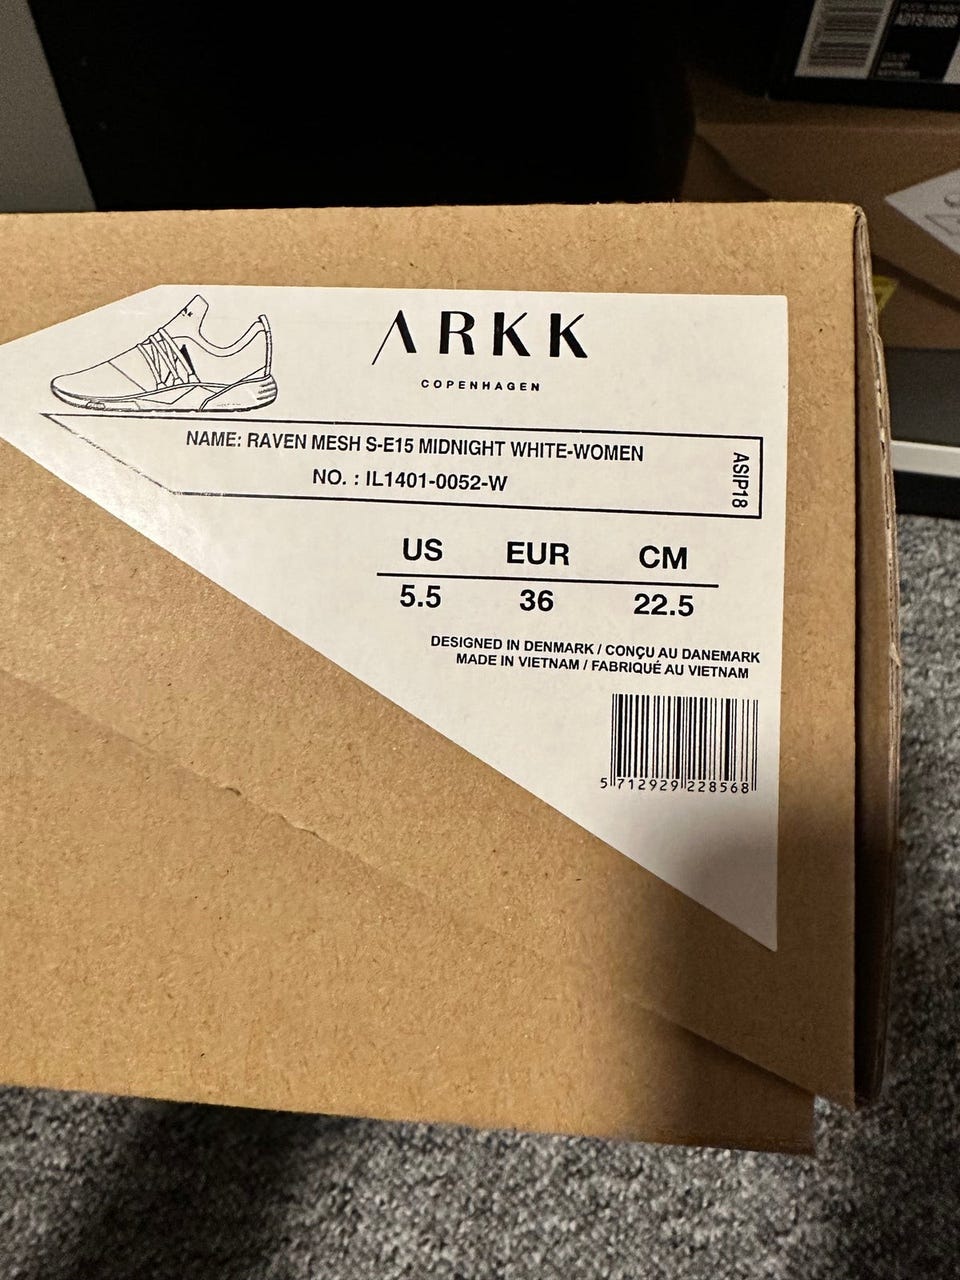 ARKK
COPENHAGEN
NAME: RAVEN MESH S-E15 MIDNIGHT WHITE-WOMEN
NO. : IL1401-0052-W
ASIP18
US EUR CM
5.5 36 22.5
DESIGNED IN DENMARK / CONÇU AU DANEMARK
MADE IN VIETNAM / FABRIQUÉ AU VIETNAM
5 712929 228568